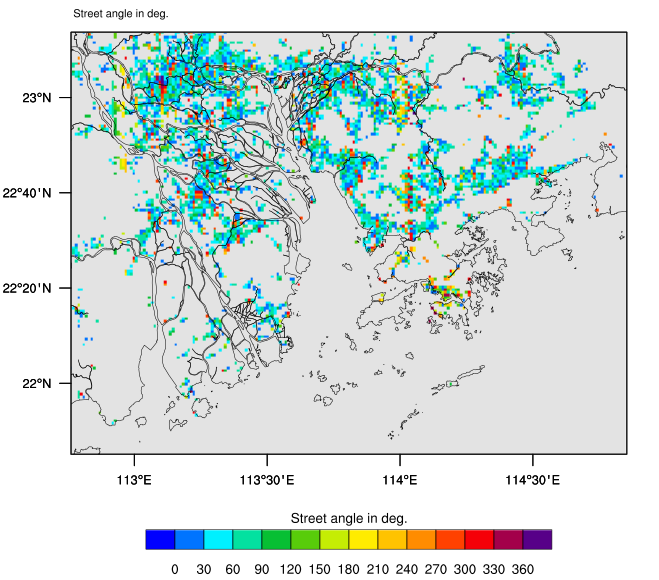 Street angle in deg.
23°N
22°40'N
22°20'N
22°N
113°E
113°30'E
114°E
114°30'E
Street angle in deg.
0 30 60 90 120 150 180 210 240 270 300 330 360